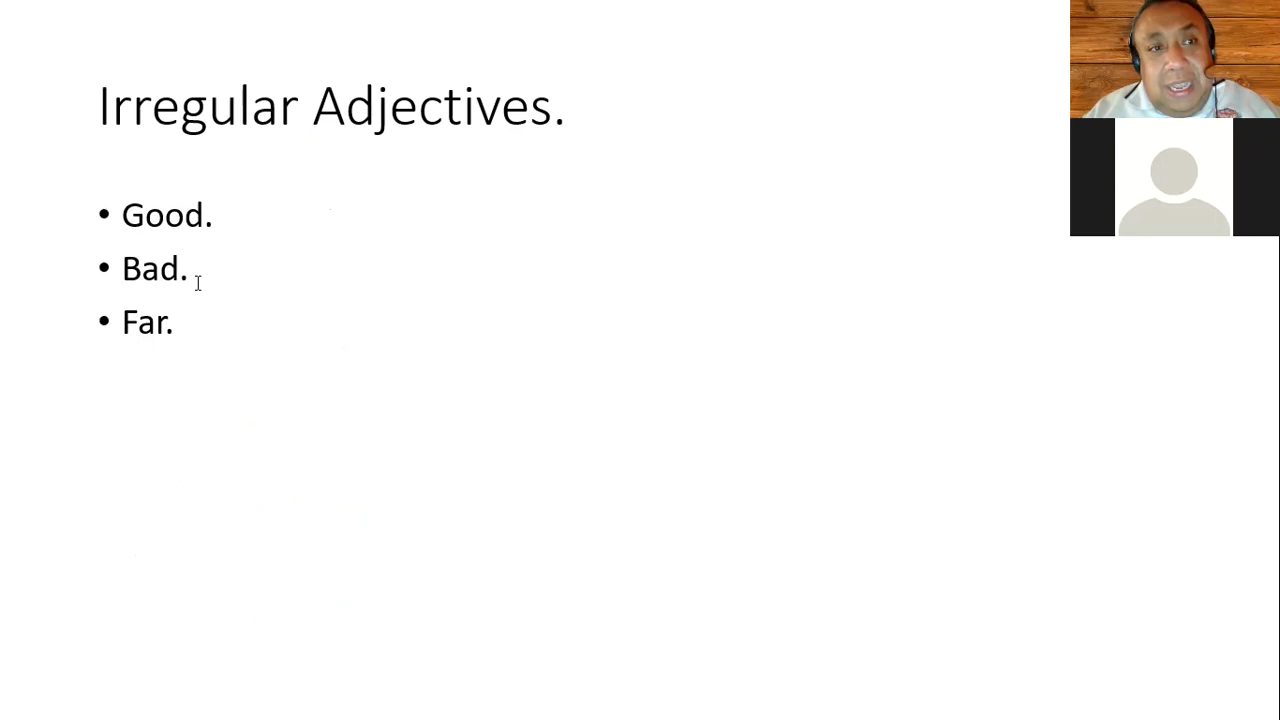 Irregular Adjectives.
• Good.
• Bad.
• Far.